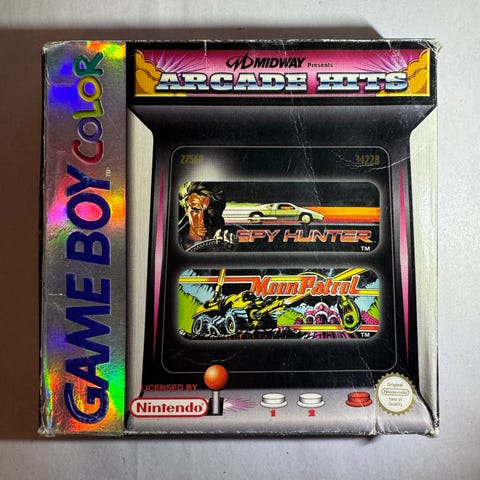 GAME BOY COLOR
TM
MIDWAY Presents
ARCADE HITS
27560 34220
SPY HUNTER
TM
Moon Patrol
TM
LICENSED BY
Nintendo
1 2
Original
Nintendo
Seal of
Quality